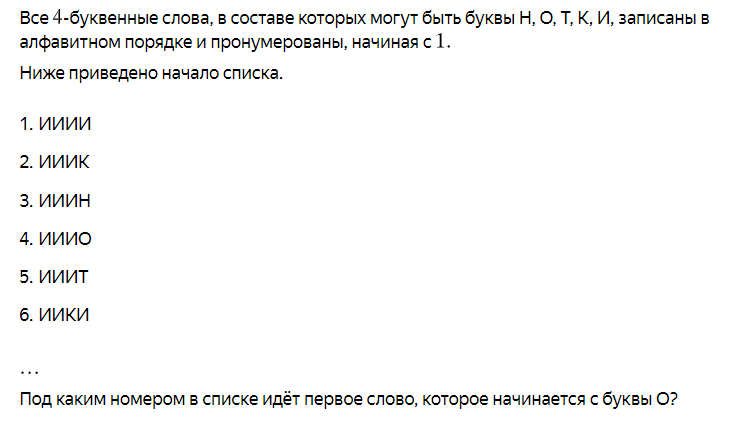 Все 4-буквенные слова, в составе которых могут быть буквы Н, О, Т, К, И, записаны в
алфавитном порядке и пронумерованы, начиная с 1.
Ниже приведено начало списка.
1. ИИИИ
2. ИИИК
3. ИИИН
4. ИИИО
5. ИИИТ
6. ИИКИ
...
Под каким номером в списке идёт первое слово, которое начинается с буквы О?